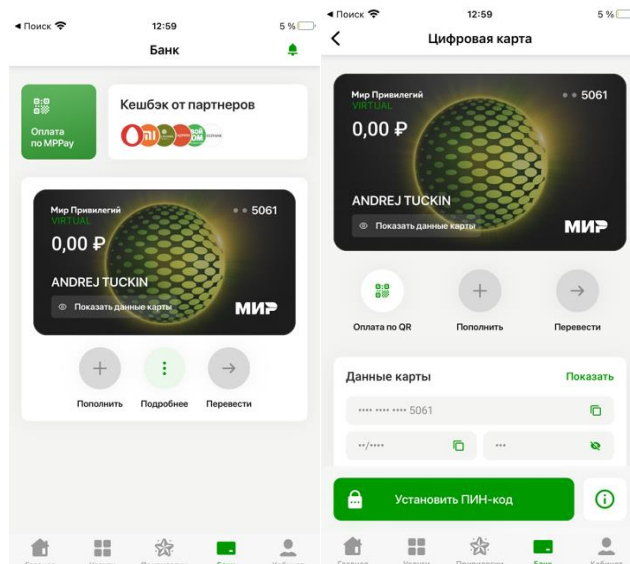 ◀ Поиск
12:59
5 %
Банк
Оплата
по MPPay
Кешбэк от партнеров
Мир Привилегий
VIRTUAL
5061
0,00 ₽
ANDREJ TUCKIN
Показать данные карты
МИР
Пополнить
Подробнее
Перевести
Банк
◀ Поиск
12:59
5 %
Цифровая карта
Мир Привилегий
VIRTUAL
5061
0,00 ₽
ANDREJ TUCKIN
Показать данные карты
МИР
Оплата по QR
Пополнить
Перевести
Данные карты
Показать
•••• •••• •••• 5061
••/••••
•••
Установить ПИН-код
Банк